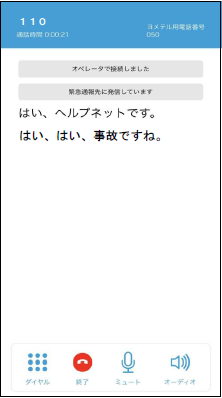 110
通話時間 0:00:21
ヨメテル用電話番号
050
オペレータで接続しました
緊急通報先に発信しています
はい、ヘルプネットです。
はい、はい、事故ですね。
ダイヤル
終了
ミュート
オーディオ